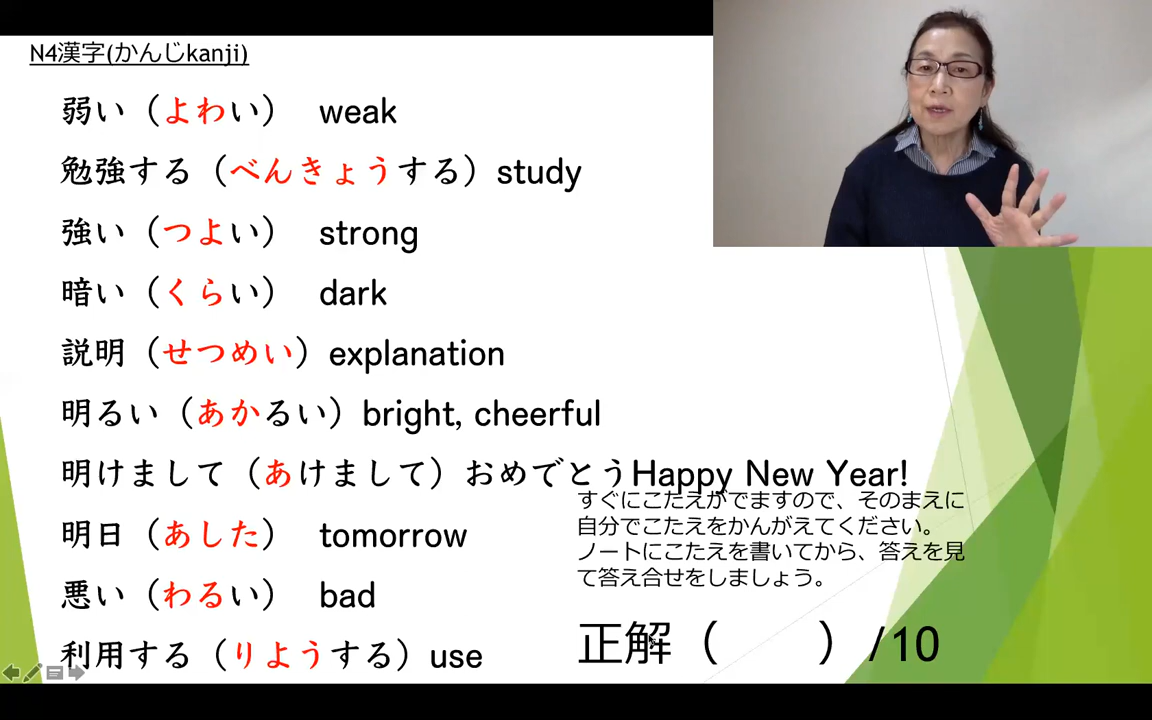 N4漢字(かんじkanji)
弱い（よわい） weak
勉強する（べんきょうする）study
強い（つよい） strong
暗い（くらい） dark
説明（せつめい）explanation
明るい（あかるい）bright, cheerful
明けまして（あけまして）おめでとうHappy New Year!
明日（あした） tomorrow
悪い（わるい） bad
利用する（りようする）use
すぐにこたえがでますので、そのまえに
自分でこたえをかんがえてください。
ノートにこたえを書いてから、答えを見
て答え合せをしましょう。
正解（ ）/10